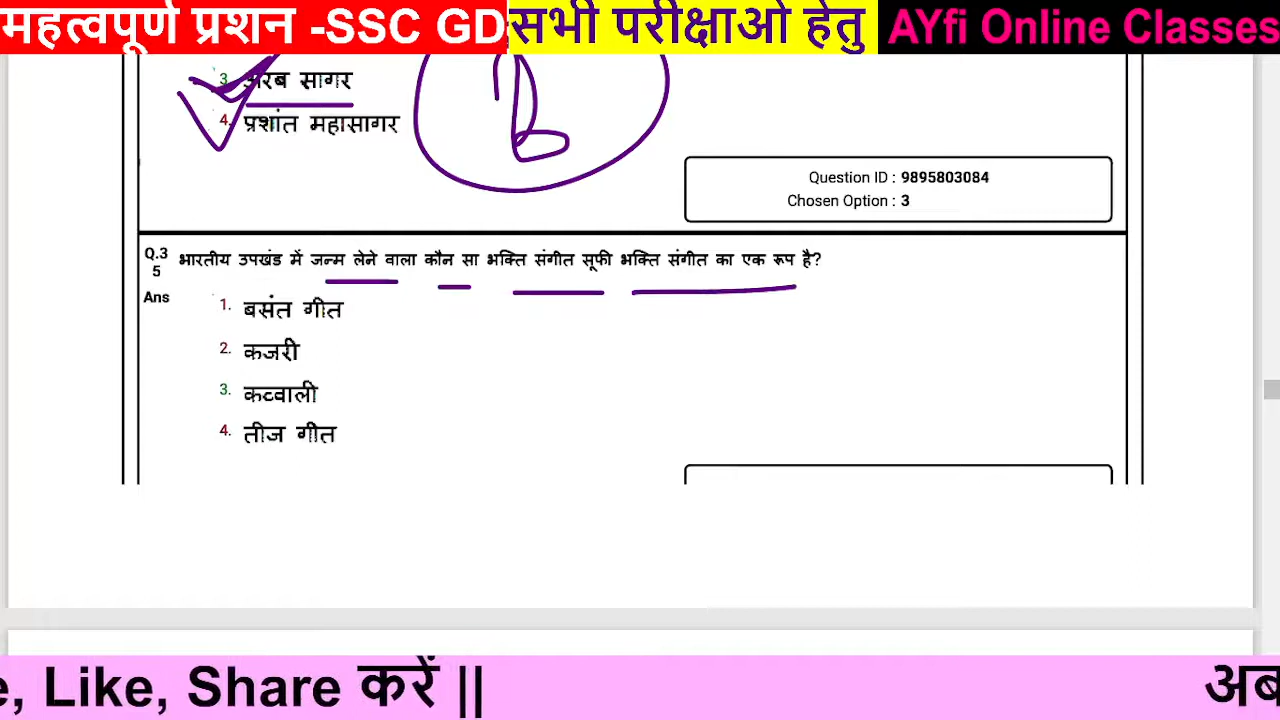 महत्वपूर्ण प्रशन -SSC GD सभी परीक्षाओ हेतु AYfi Online Classes
3. अरब सागर
4. प्रशांत महासागर
B
Question ID : 9895803084
Chosen Option : 3
Q.3 भारतीय उपखंड में जन्म लेने वाला कौन सा भक्ति संगीत सूफी भक्ति संगीत का एक रूप है?
5
Ans
1. बसंत गीत
2. कजरी
3. कव्वाली
4. तीज गीत
e, Like, Share करें || अब